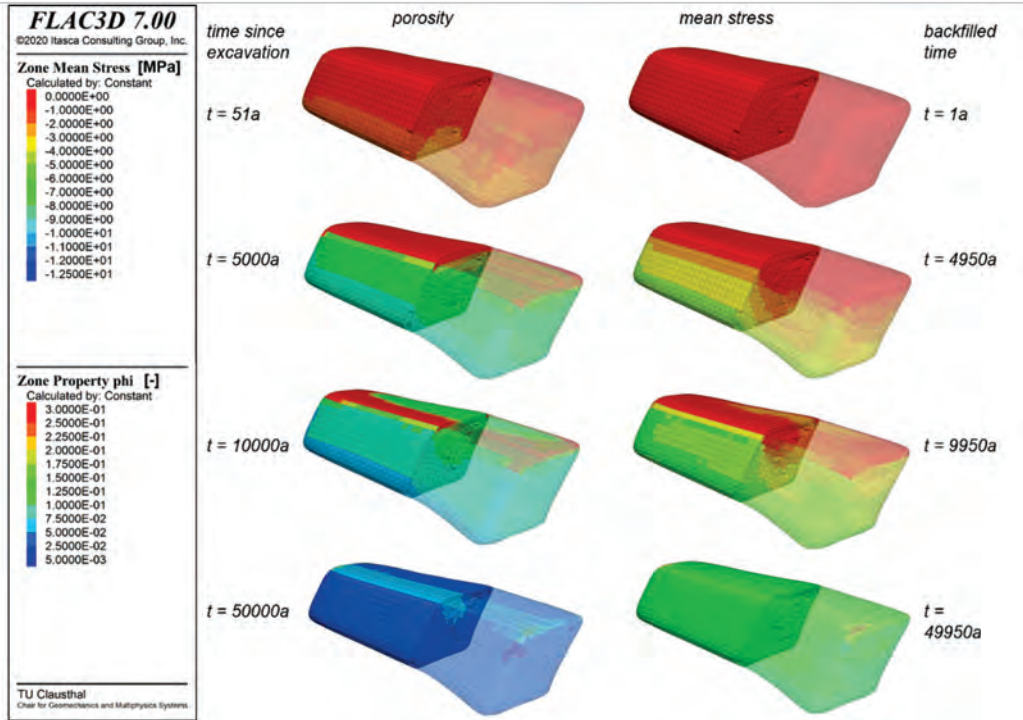 FLAC3D 7.00
©2020 Itasca Consulting Group, Inc.
Zone Mean Stress [MPa]
Calculated by: Constant
0.0000E+00
-1.0000E+00
-2.0000E+00
-3.0000E+00
-4.0000E+00
-5.0000E+00
-6.0000E+00
-7.0000E+00
-8.0000E+00
-9.0000E+00
-1.0000E+01
-1.1000E+01
-1.2000E+01
-1.2500E+01
Zone Property phi [-]
Calculated by: Constant
3.0000E-01
2.5000E-01
2.2500E-01
2.0000E-01
1.7500E-01
1.5000E-01
1.2500E-01
1.0000E-01
7.5000E-02
5.0000E-02
2.5000E-02
5.0000E-03
TU Clausthal
Chair for Geomechanics and Multiphysics Systems
time since
excavation
porosity
mean stress
backfilled
time
t = 51a
t = 1a
t = 5000a
t = 4950a
t = 10000a
t = 9950a
t = 50000a
t =
49950a